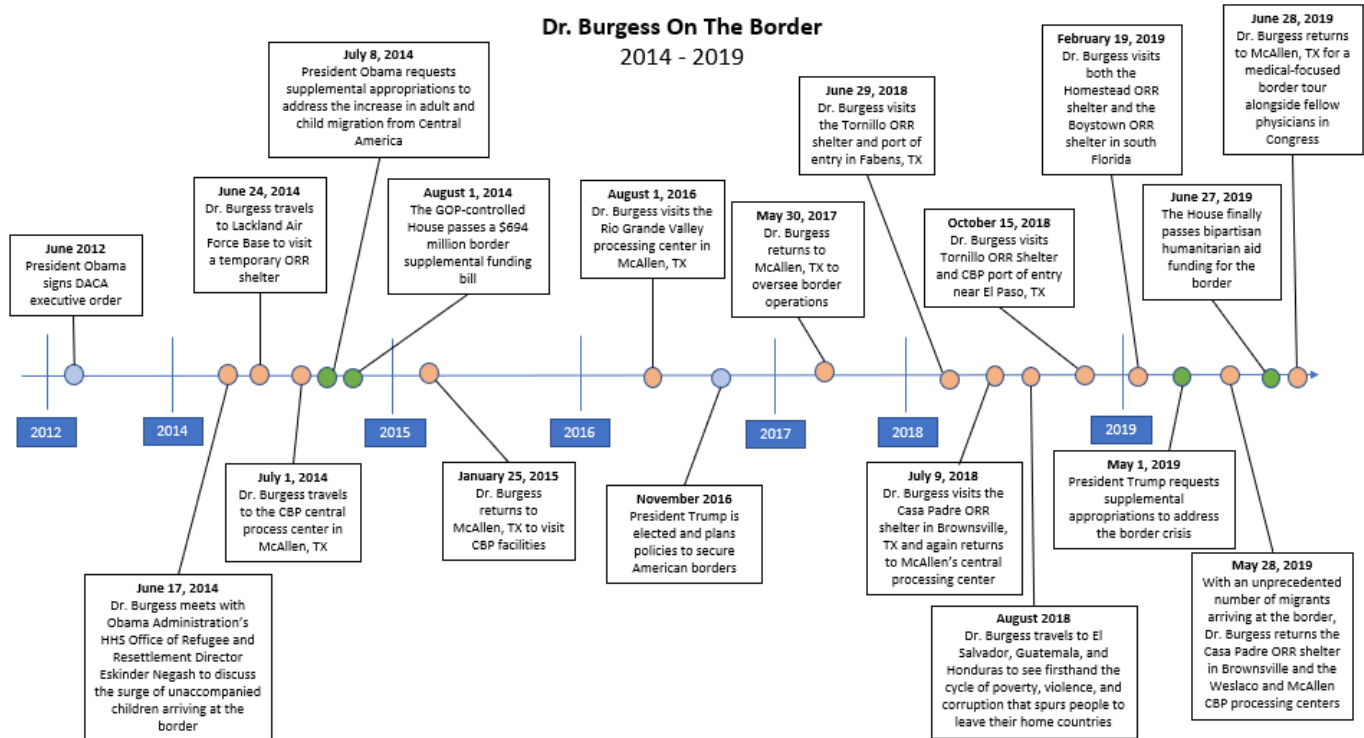 Dr. Burgess On The Border
2014 - 2019
June 2012
President Obama
signs DACA
executive order
June 17, 2014
Dr. Burgess meets with
Obama Administration's
HHS Office of Refugee and
Resettlement Director
Eskinder Negash to discuss
the surge of unaccompanied
children arriving at the
border
June 24, 2014
Dr. Burgess travels
to Lackland Air
Force Base to visit
a temporary ORR
shelter
July 1, 2014
Dr. Burgess travels
to the CBP central
process center in
McAllen, TX
July 8, 2014
President Obama requests
supplemental appropriations to
address the increase in adult and
child migration from Central
America
August 1, 2014
The GOP-controlled
House passes a $694
million border
supplemental funding
bill
January 25, 2015
Dr. Burgess
returns to
McAllen, TX to visit
CBP facilities
August 1, 2016
Dr. Burgess visits the
Rio Grande Valley
processing center in
McAllen, TX
November 2016
President Trump is
elected and plans
policies to secure
American borders
May 30, 2017
Dr. Burgess
returns to
McAllen, TX to
oversee border
operations
June 29, 2018
Dr. Burgess visits
the Tornillo ORR
shelter and port of
entry in Fabens, TX
July 9, 2018
Dr. Burgess visits the
Casa Padre ORR
shelter in Brownsville,
TX and again returns
to McAllen's central
processing center
August 2018
Dr. Burgess travels to El
Salvador, Guatemala, and
Honduras to see firsthand the
cycle of poverty, violence, and
corruption that spurs people to
leave their home countries
October 15, 2018
Dr. Burgess visits
Tornillo ORR Shelter
and CBP port of entry
near El Paso, TX
February 19, 2019
Dr. Burgess visits
both the
Homestead ORR
shelter and the
Boystown ORR
shelter in south
Florida
May 1, 2019
President Trump requests
supplemental
appropriations to address
the border crisis
May 28, 2019
With an unprecedented
number of migrants
arriving at the border,
Dr. Burgess returns the
Casa Padre ORR shelter
in Brownsville and the
Weslaco and McAllen
CBP processing centers
June 27, 2019
The House finally
passes bipartisan
humanitarian aid
funding for the
border
June 28, 2019
Dr. Burgess returns
to McAllen, TX for a
medical-focused
border tour
alongside fellow
physicians in
Congress
2012
2014
2015
2016
2017
2018
2019